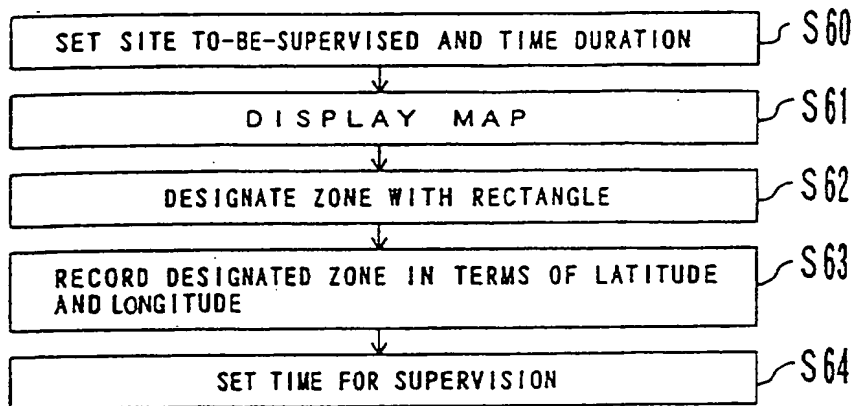 SET SITE TO-BE-SUPERVISED AND TIME DURATION S60
DISPLAY MAP S61
DESIGNATE ZONE WITH RECTANGLE S62
RECORD DESIGNATED ZONE IN TERMS OF LATITUDE S63
AND LONGITUDE
SET TIME FOR SUPERVISION S64